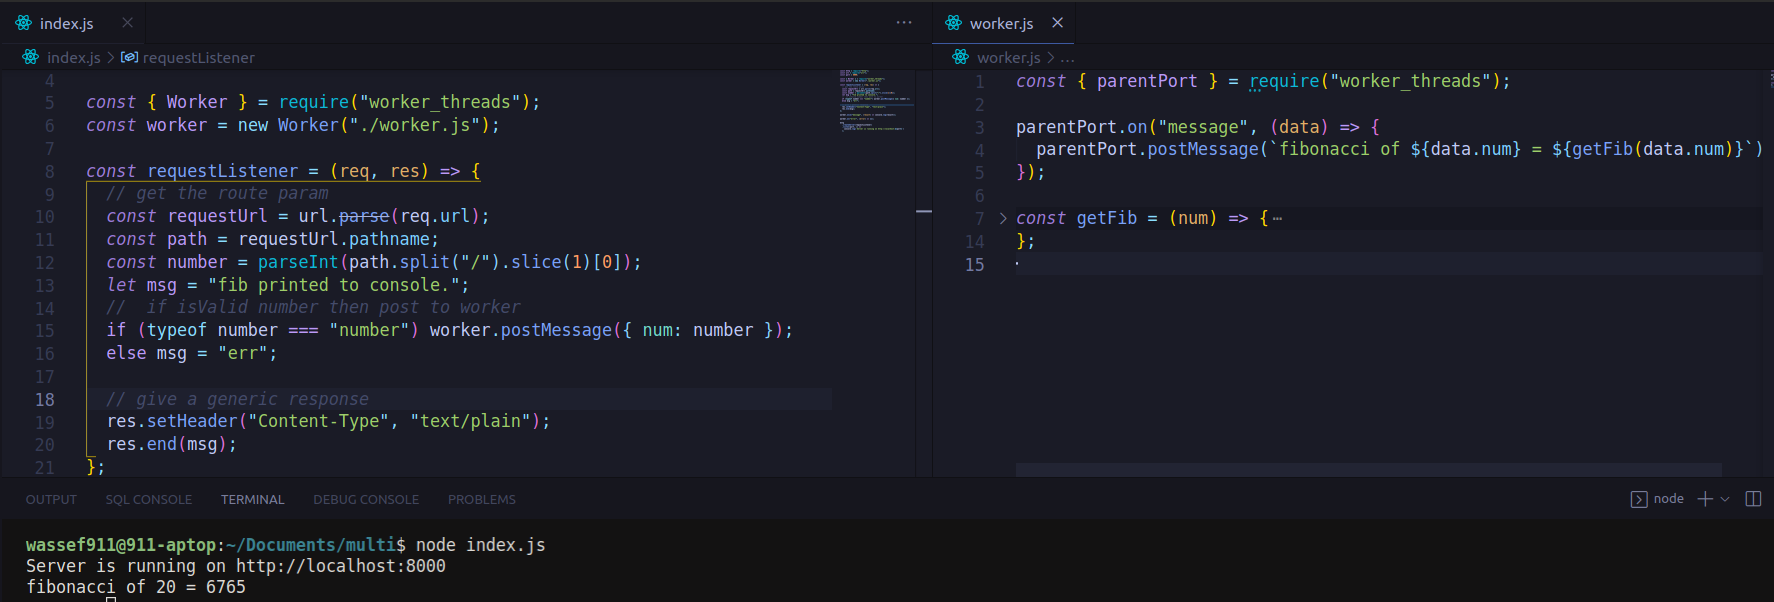 index.js
index.js > requestListener
4
5 const { Worker } = require("worker_threads");
6 const worker = new Worker("./worker.js");
7
8 const requestListener = (req, res) => {
9 // get the route param
10 const requestUrl = url.parse(req.url);
11 const path = requestUrl.pathname;
12 const number = parseInt(path.split("/").slice(1)[0]);
13 let msg = "fib printed to console.";
14 //  if isValid number then post to worker
15 if (typeof number === "number") worker.postMessage({ num: number });
16 else msg = "err";
17
18 // give a generic response
19 res.setHeader("Content-Type", "text/plain");
20 res.end(msg);
21 };
worker.js
worker.js > ...
1 const { parentPort } = require("worker_threads");
2
3 parentPort.on("message", (data) => {
4 parentPort.postMessage(`fibonacci of ${data.num} = ${getFib(data.num)}`)
5 });
6
7 const getFib = (num) => {⋯
14 };
15
OUTPUT SQL CONSOLE TERMINAL DEBUG CONSOLE PROBLEMS node
wassef911@911-aptop:~/Documents/multi$ node index.js
Server is running on http://localhost:8000
fibonacci of 20 = 6765